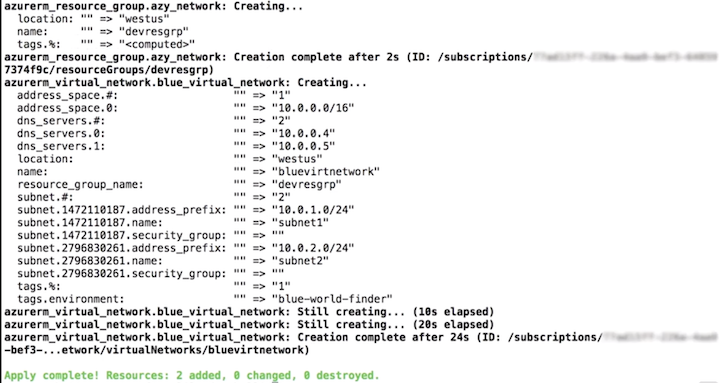 azurerm_resource_group.azy_network: Creating...
location: "" => "westus"
name: "" => "devresgrp"
tags.%: "" => "<computed>"
azurerm_resource_group.azy_network: Creation complete after 2s (ID: /subscriptions/
7374f9c/resourceGroups/devresgrp)
azurerm_virtual_network.blue_virtual_network: Creating...
address_space.#: "" => "1"
address_space.0: "" => "10.0.0.0/16"
dns_servers.#: "" => "2"
dns_servers.0: "" => "10.0.0.4"
dns_servers.1: "" => "10.0.0.5"
location: "" => "westus"
name: "" => "bluevirtnetwork"
resource_group_name: "" => "devresgrp"
subnet.#: "" => "2"
subnet.1472110187.address_prefix: "" => "10.0.1.0/24"
subnet.1472110187.name: "" => "subnet1"
subnet.1472110187.security_group: "" => ""
subnet.2796830261.address_prefix: "" => "10.0.2.0/24"
subnet.2796830261.name: "" => "subnet2"
subnet.2796830261.security_group: "" => ""
tags.%: "" => "1"
tags.environment: "" => "blue-world-finder"
azurerm_virtual_network.blue_virtual_network: Still creating... (10s elapsed)
azurerm_virtual_network.blue_virtual_network: Still creating... (20s elapsed)
azurerm_virtual_network.blue_virtual_network: Creation complete after 24s (ID: /subscriptions/
-bef3-...etwork/virtualNetworks/bluevirtnetwork)
Apply complete! Resources: 2 added, 0 changed, 0 destroyed.